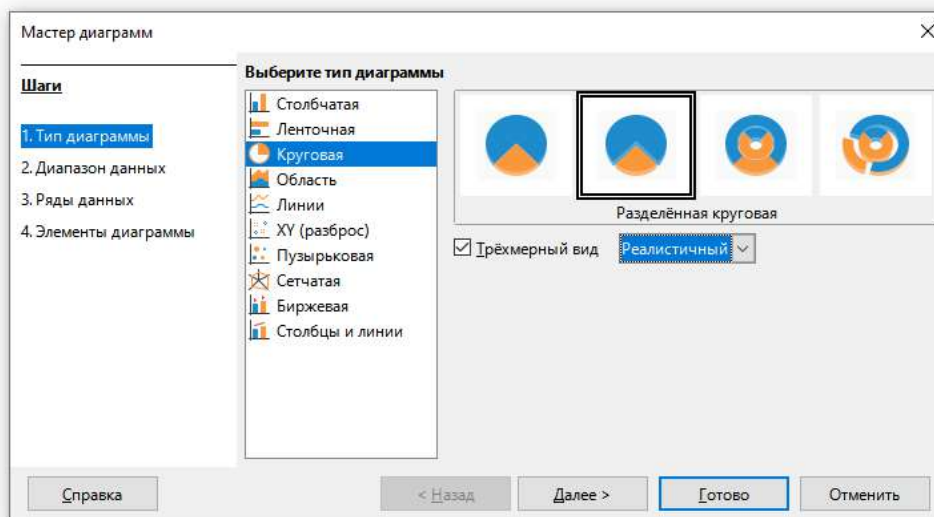 Мастер диаграмм
Шаги
1. Тип диаграммы
2. Диапазон данных
3. Ряды данных
4. Элементы диаграммы
Выберите тип диаграммы
Столбчатая
Ленточная
Круговая
Область
Линии
XY (разброс)
Пузырьковая
Сетчатая
Биржевая
Столбцы и линии
Разделённая круговая
Трёхмерный вид
Реалистичный
Справка
< Назад
Далее >
Готово
Отменить